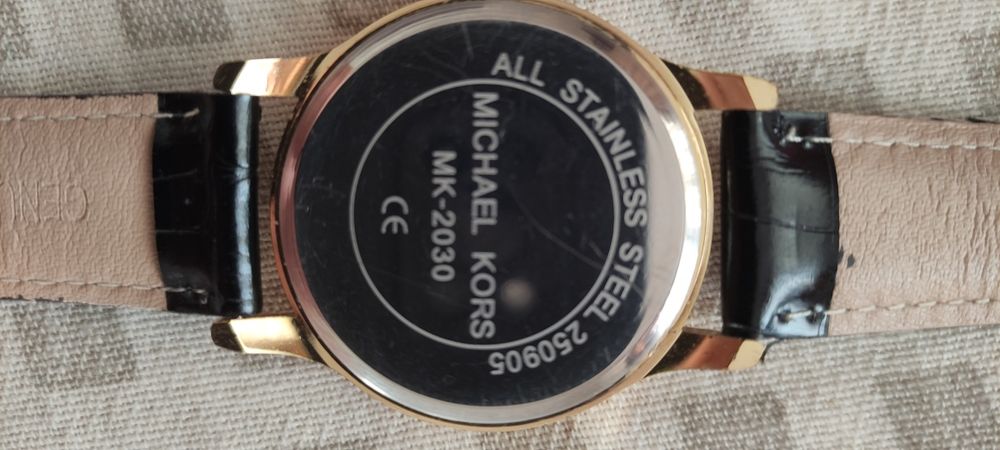 ALL STAINLESS STEEL 250905
MICHAEL KORS
MK-2030
CE